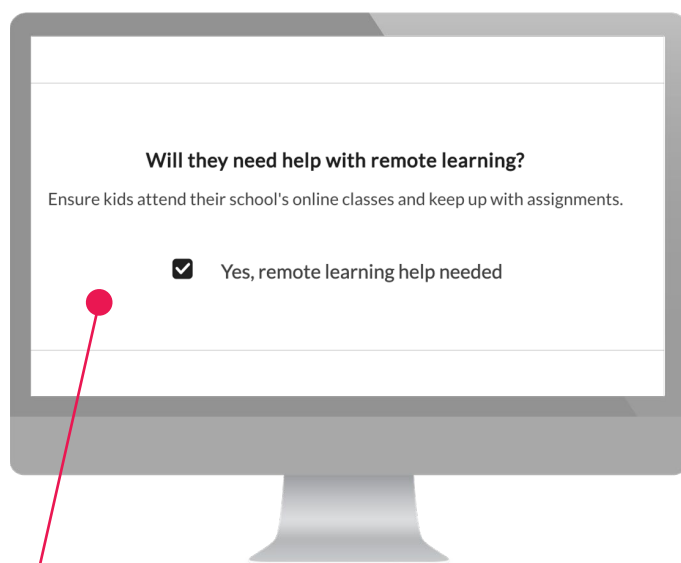 Will they need help with remote learning?
Ensure kids attend their school's online classes and keep up with assignments.
Yes, remote learning help needed